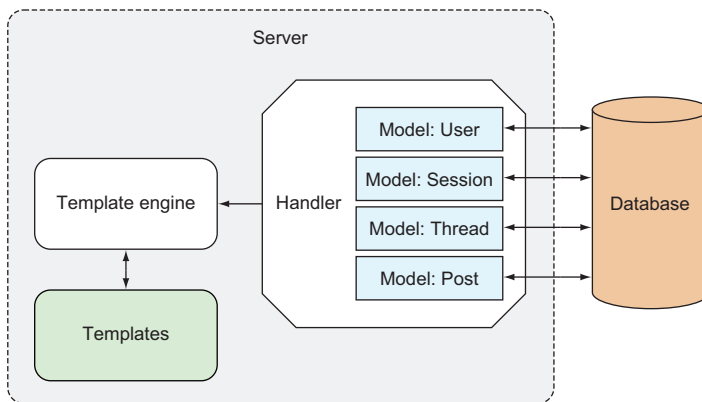 Server
Model: User
Model: Session
Template engine
Handler
Database
Model: Thread
Model: Post
Templates